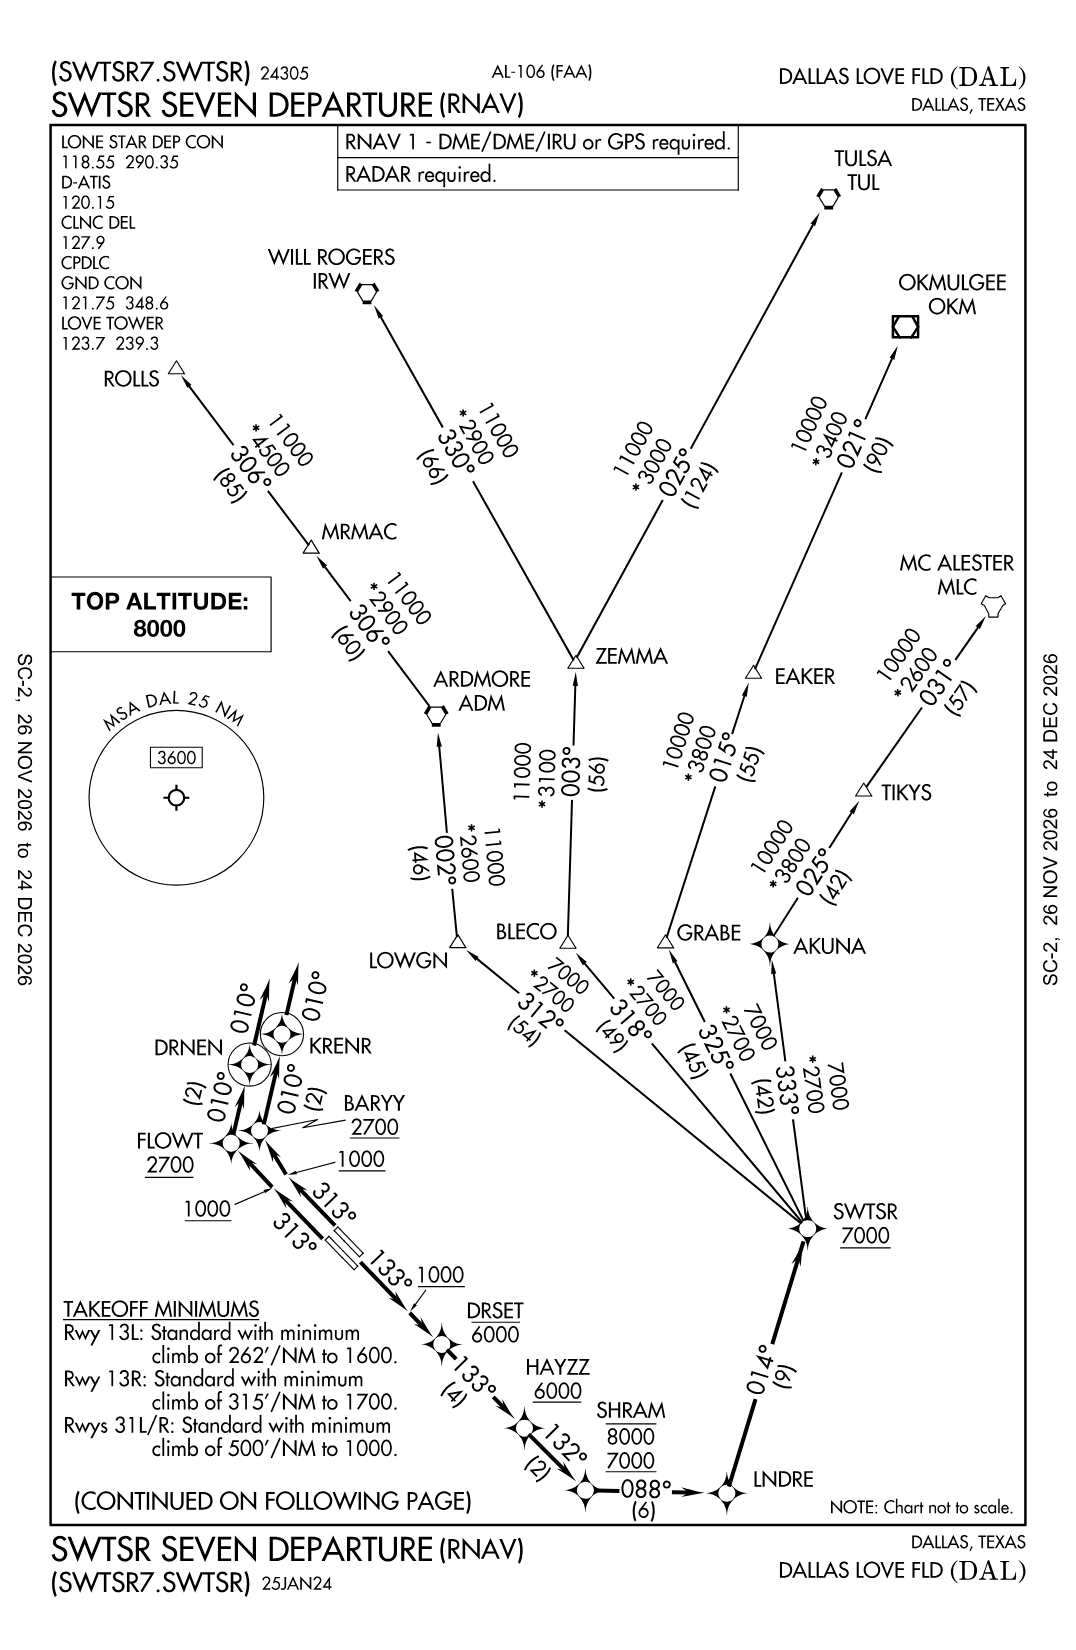 (SWTSR7.SWTSR) 24305
AL-106 (FAA)
DALLAS LOVE FLD (DAL)
SWTSR SEVEN DEPARTURE (RNAV)
DALLAS, TEXAS
LONE STAR DEP CON
118.55 290.35
D-ATIS
120.15
CLNC DEL
127.9
CPDLC
GND CON
121.75 348.6
LOVE TOWER
123.7 239.3
RNAV 1 - DME/DME/IRU or GPS required.
RADAR required.
TULSA
TUL
WILL ROGERS
IRW
OKMULGEE
OKM
ROLLS
11000
*4500
306°
(85)
11000
*2900
330°
(66)
11000
*3000
025°
(124)
10000
*3400
021°
(90)
MRMAC
MC ALESTER
MLC
TOP ALTITUDE:
8000
11000
*2900
306°
(60)
ZEMMA
EAKER
10000
*2600
031°
(57)
ARDMORE
ADM
MSA DAL 25 NM
3600
11000
*3100
003°
(56)
10000
*3800
015°
(55)
TIKYS
11000
*2600
002°
(46)
10000
*3800
025°
(42)
LOWGN
BLECO
GRABE
AKUNA
7000
*2700
312°
(54)
7000
*2700
318°
(49)
7000
*2700
325°
(45)
7000
*2700
333°
(42)
010°
010°
DRNEN
KRENR
(2)
010°
010°
(2)
BARYY
2700
FLOWT
2700
1000
1000
313°
313°
SWTSR
7000
133°
1000
DRSET
6000
133°
(4)
HAYZZ
6000
132°
(2)
SHRAM
8000
7000
088°
(6)
LNDRE
014°
(9)
TAKEOFF MINIMUMS
Rwy 13L: Standard with minimum
climb of 262'/NM to 1600.
Rwy 13R: Standard with minimum
climb of 315'/NM to 1700.
Rwys 31L/R: Standard with minimum
climb of 500'/NM to 1000.
(CONTINUED ON FOLLOWING PAGE)
NOTE: Chart not to scale.
SWTSR SEVEN DEPARTURE (RNAV)
DALLAS, TEXAS
(SWTSR7.SWTSR) 25JAN24
DALLAS LOVE FLD (DAL)
SC-2, 26 NOV 2026 to 24 DEC 2026
SC-2, 26 NOV 2026 to 24 DEC 2026